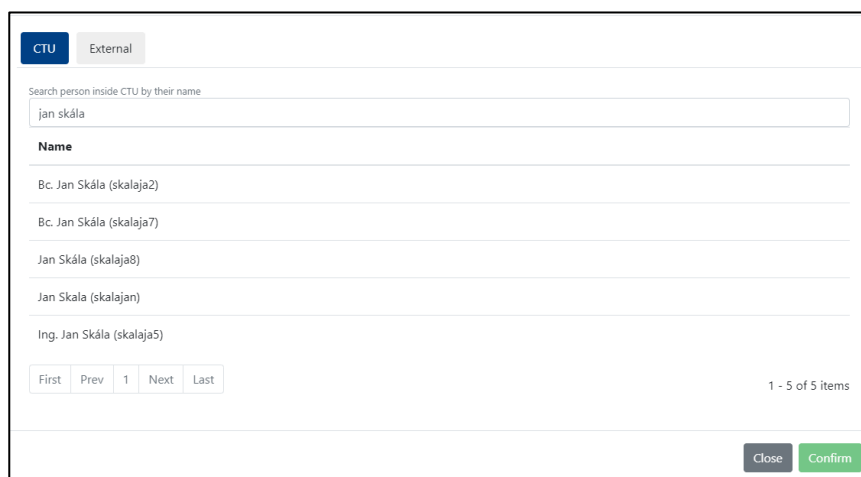 CTU External
Search person inside CTU by their name
jan skála
Name
Bc. Jan Skála (skalaja2)
Bc. Jan Skála (skalaja7)
Jan Skála (skalaja8)
Jan Skala (skalajan)
Ing. Jan Skála (skalaja5)
First Prev 1 Next Last
1 - 5 of 5 items
Close Confirm